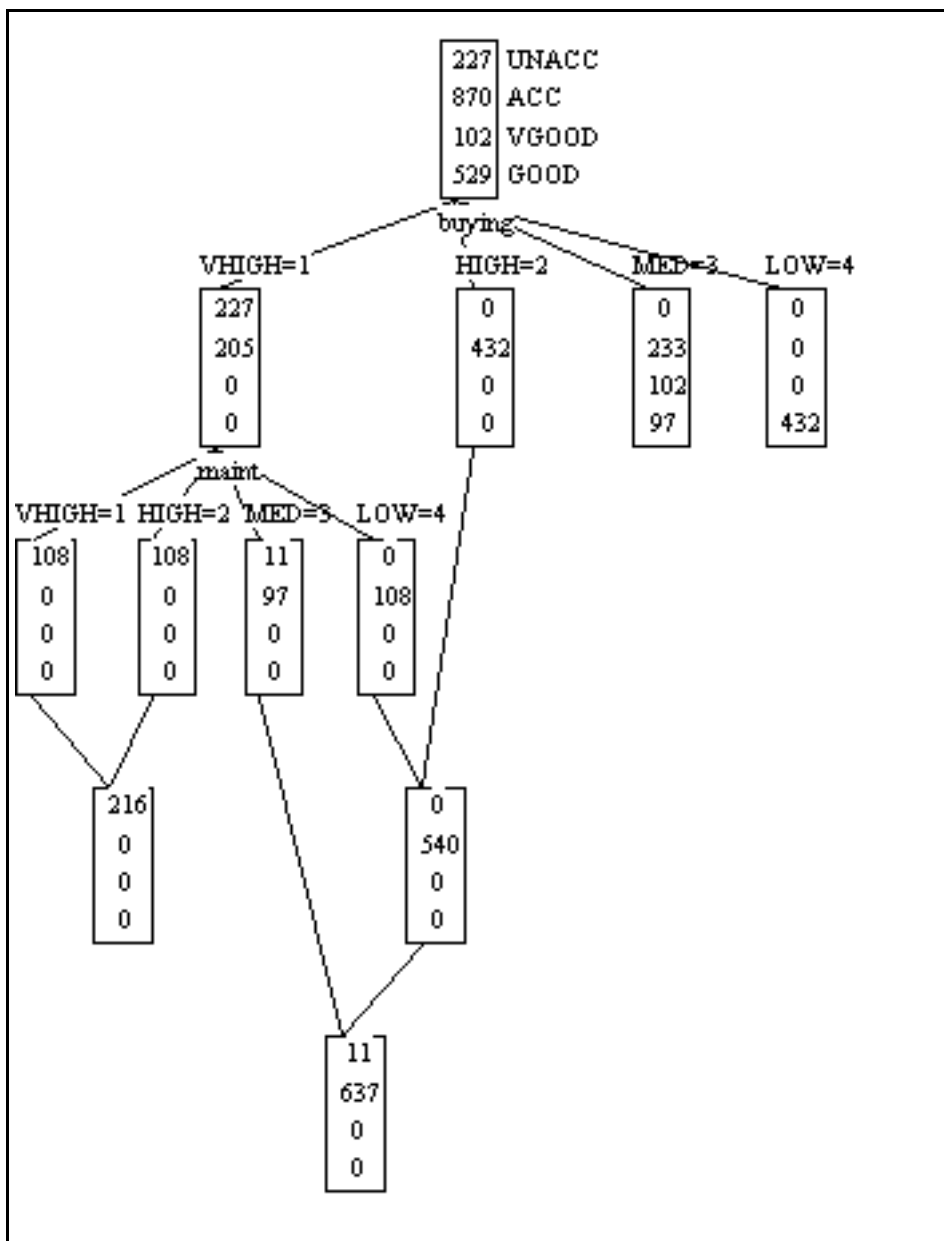 227 UNACC
870 ACC
102 VGOOD
529 GOOD
buying
VHIGH=1 HIGH=2 MED=3 LOW=4
227 0 0 0
205 432 233 0
0 0 102 0
0 0 97 432
maint
VHIGH=1 HIGH=2 MED=3 LOW=4
108 108 11 0
0 0 97 108
0 0 0 0
0 0 0 0
216 0
0 540
0 0
0 0
11
637
0
0